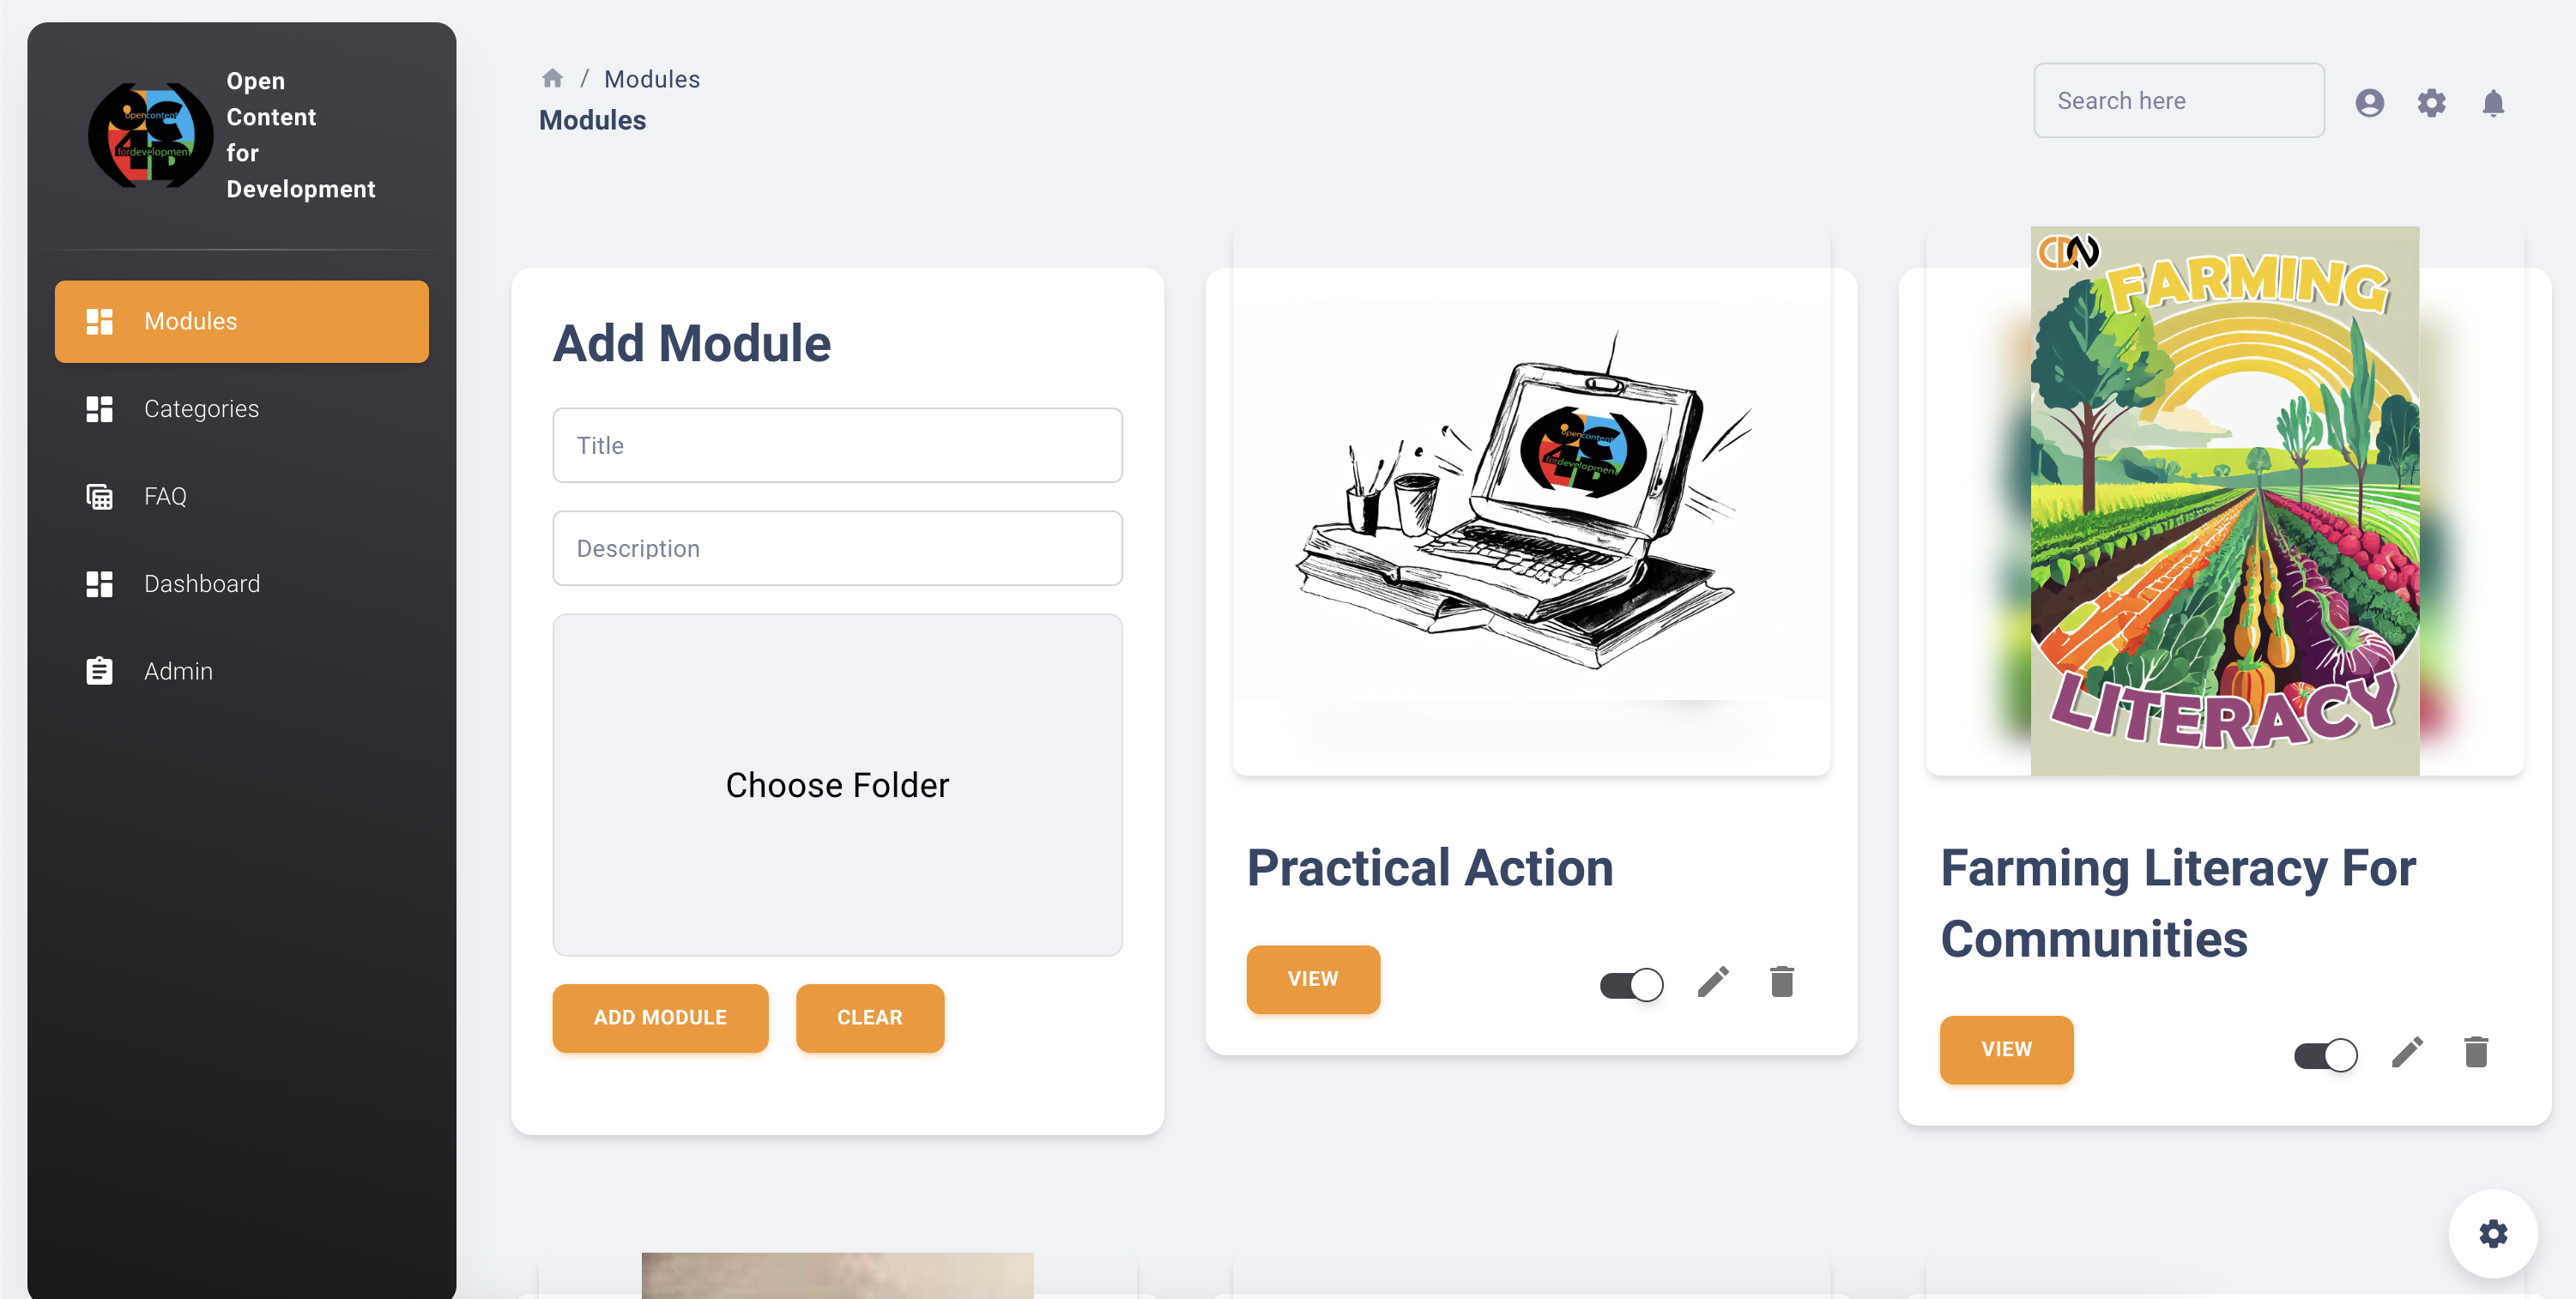 Open
Content
for
Development
opencontent
fordevelopment
Modules
Categories
FAQ
Dashboard
Admin
/ Modules
Modules
Search here
Add Module
Title
Description
Choose Folder
ADD MODULE
CLEAR
opencontent
fordevelopment
Practical Action
VIEW
CDN
FARMING
LITERACY
Farming Literacy For
Communities
VIEW